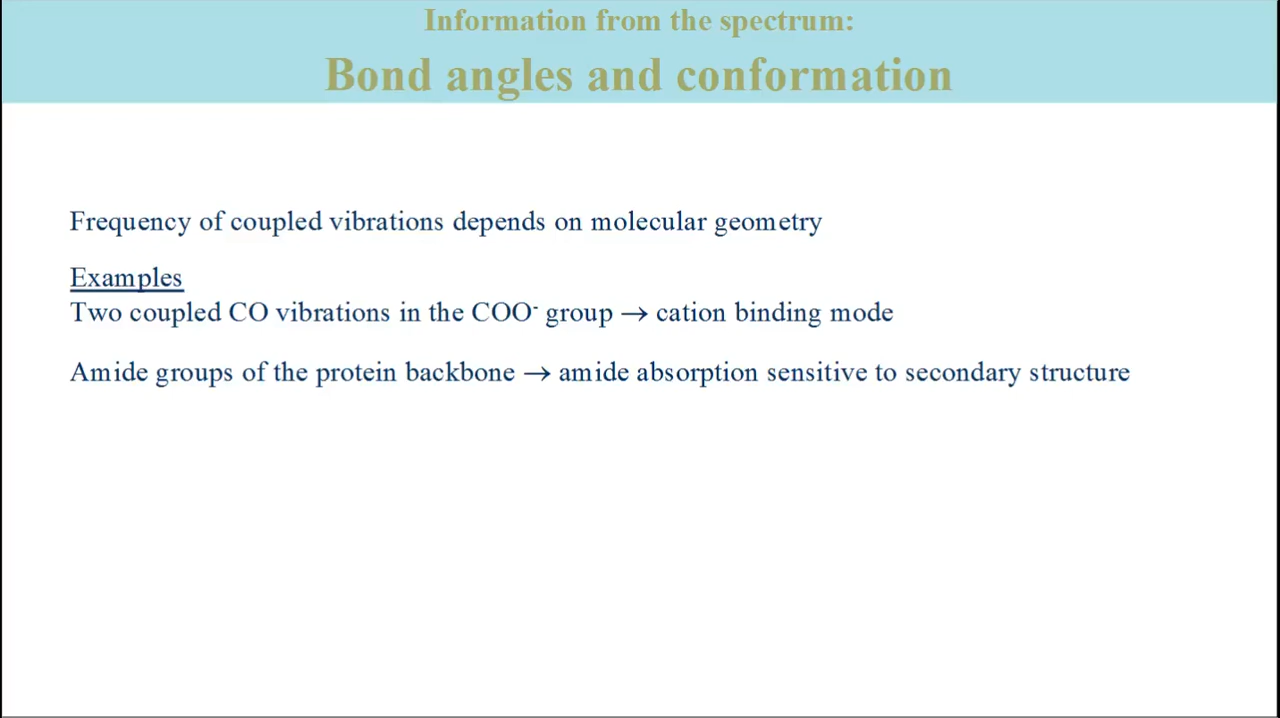 Information from the spectrum:
Bond angles and conformation
Frequency of coupled vibrations depends on molecular geometry
Examples
Two coupled CO vibrations in the COO⁻ group → cation binding mode
Amide groups of the protein backbone → amide absorption sensitive to secondary structure